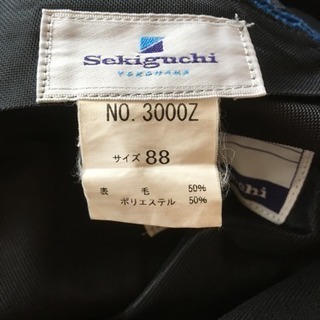 Sekiguchi
YOKOHAMA
NO. 3000Z
サイズ 88
表 毛 50%
ポリエステル 50%
guchi